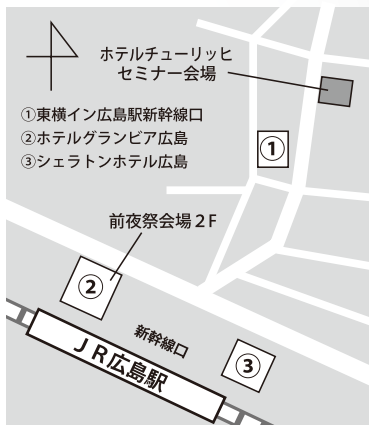 ホテルチューリッヒ
セミナー会場
①東横イン広島駅新幹線口
②ホテルグランビア広島
③シェラトンホテル広島
①
前夜祭会場２F
②
新幹線口
③
ＪＲ広島駅